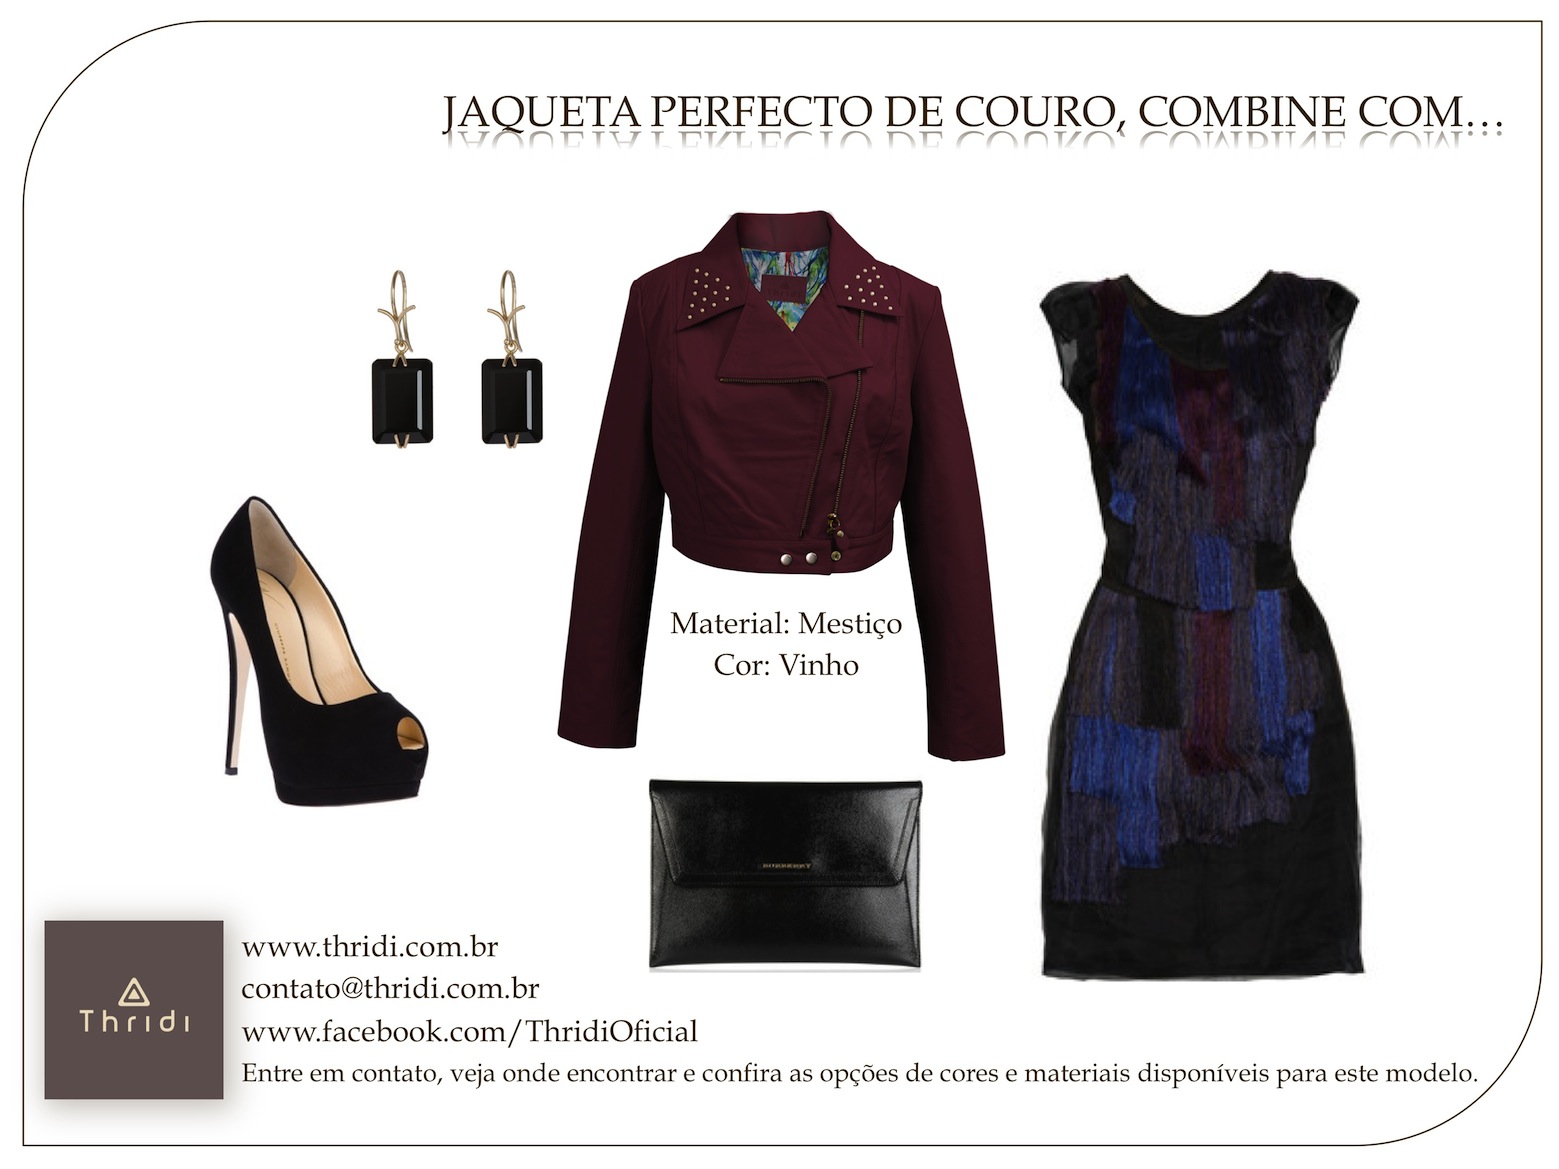 JAQUETA PERFECTO DE COURO, COMBINE COM...
Thridi
Material: Mestiço
Cor: Vinho
BURBERRY
Thridi
www.thridi.com.br
contato@thridi.com.br
www.facebook.com/ThridiOficial
Entre em contato, veja onde encontrar e confira as opções de cores e materiais disponíveis para este modelo.